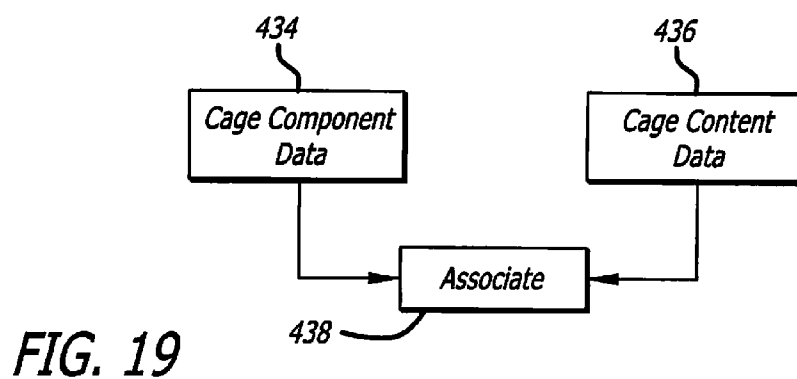 434
436
Cage Component
Data
Cage Content
Data
Associate
438
FIG. 19